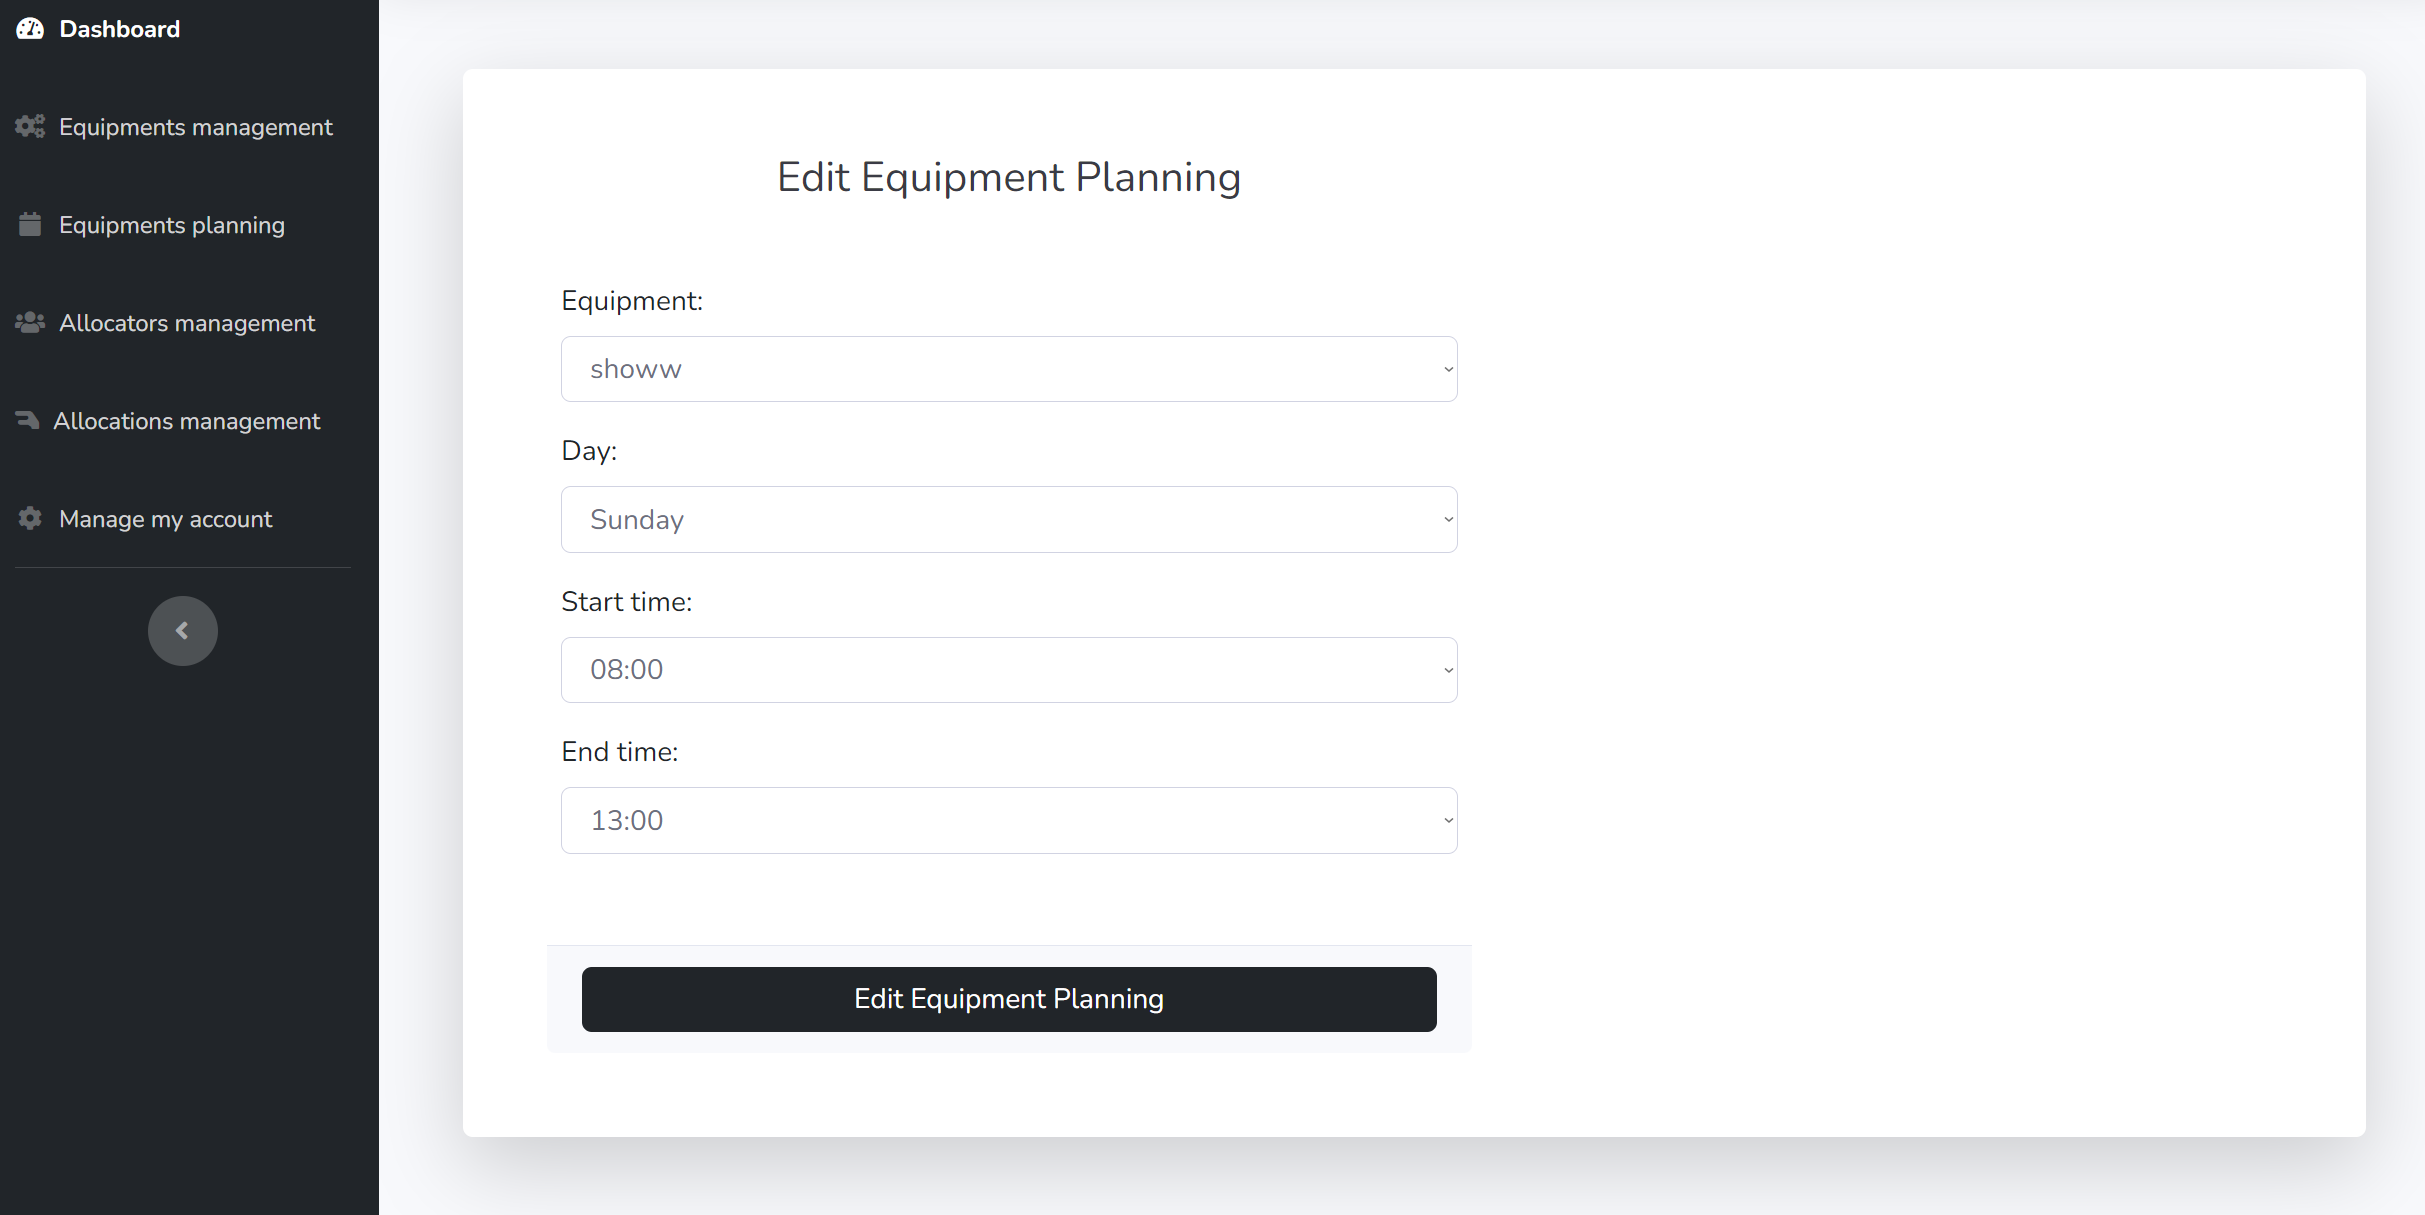 Dashboard
Equipments management
Equipments planning
Allocators management
Allocations management
Manage my account
Edit Equipment Planning
Equipment:
showw
Day:
Sunday
Start time:
08:00
End time:
13:00
Edit Equipment Planning